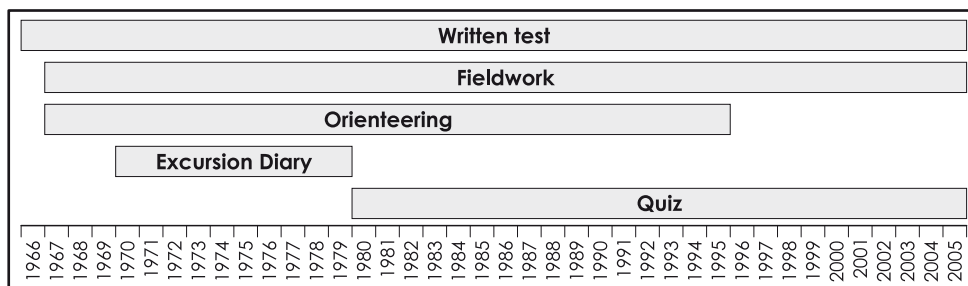 Written test
Fieldwork
Orienteering
Excursion Diary
Quiz
1966 1967 1968 1969 1970 1971 1972 1973 1974 1975 1976 1977 1978 1979 1980 1981 1982 1983 1984 1985 1986 1987 1988 1989 1990 1991 1992 1993 1994 1995 1996 1997 1998 1999 2000 2001 2002 2003 2004 2005